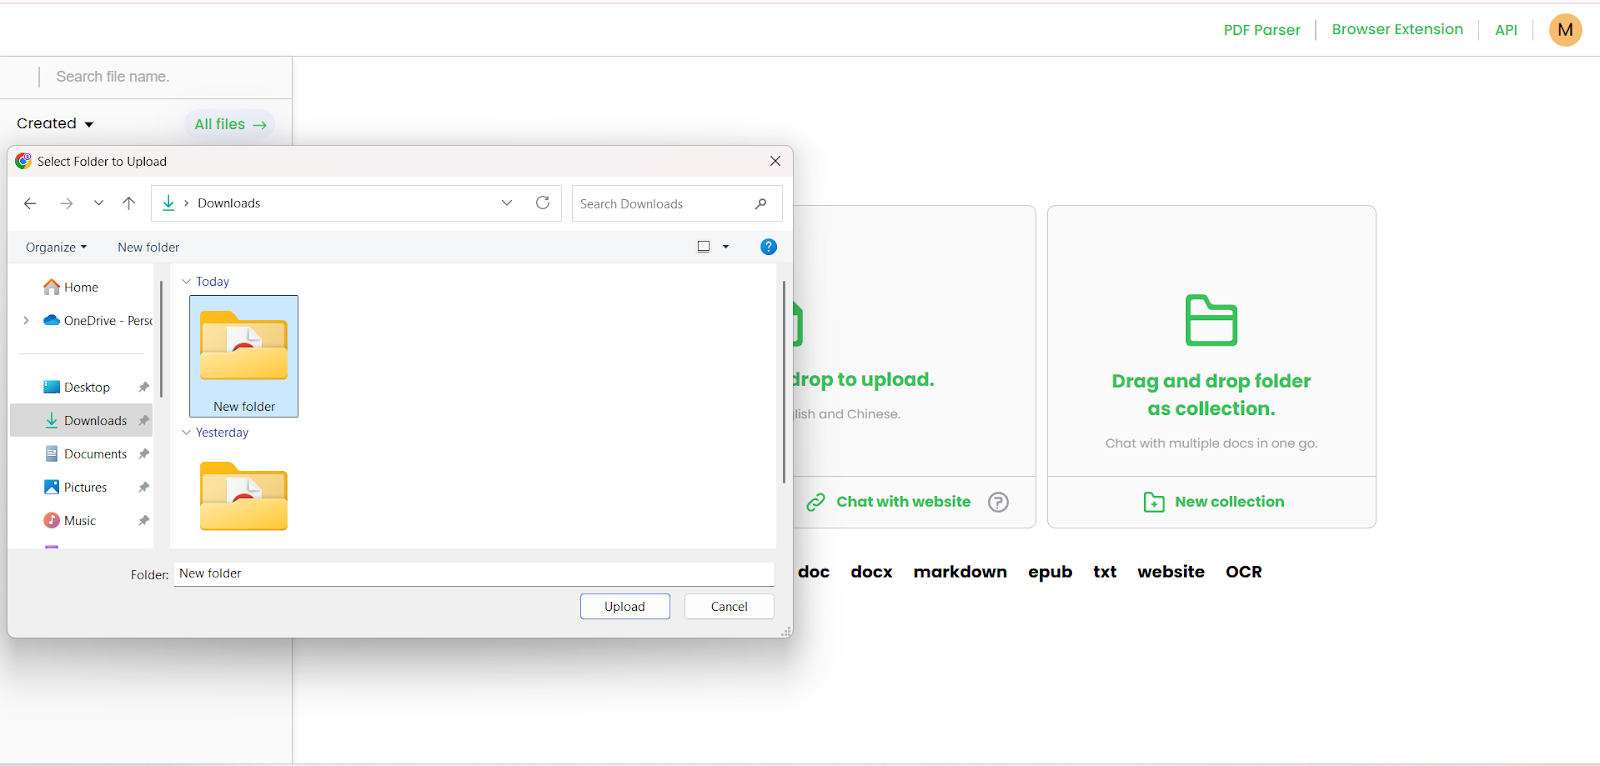 PDF Parser
Browser Extension
API
M
Search file name.
Created
All files →
Select Folder to Upload
Downloads
Search Downloads
Organize
New folder
?
Home
OneDrive - Perso
Desktop
Downloads
Documents
Pictures
Music
Today
New folder
Yesterday
Folder: New folder
Upload
Cancel
drop to upload.
lish and Chinese.
Chat with website
?
Drag and drop folder
as collection.
Chat with multiple docs in one go.
New collection
doc docx markdown epub txt website OCR